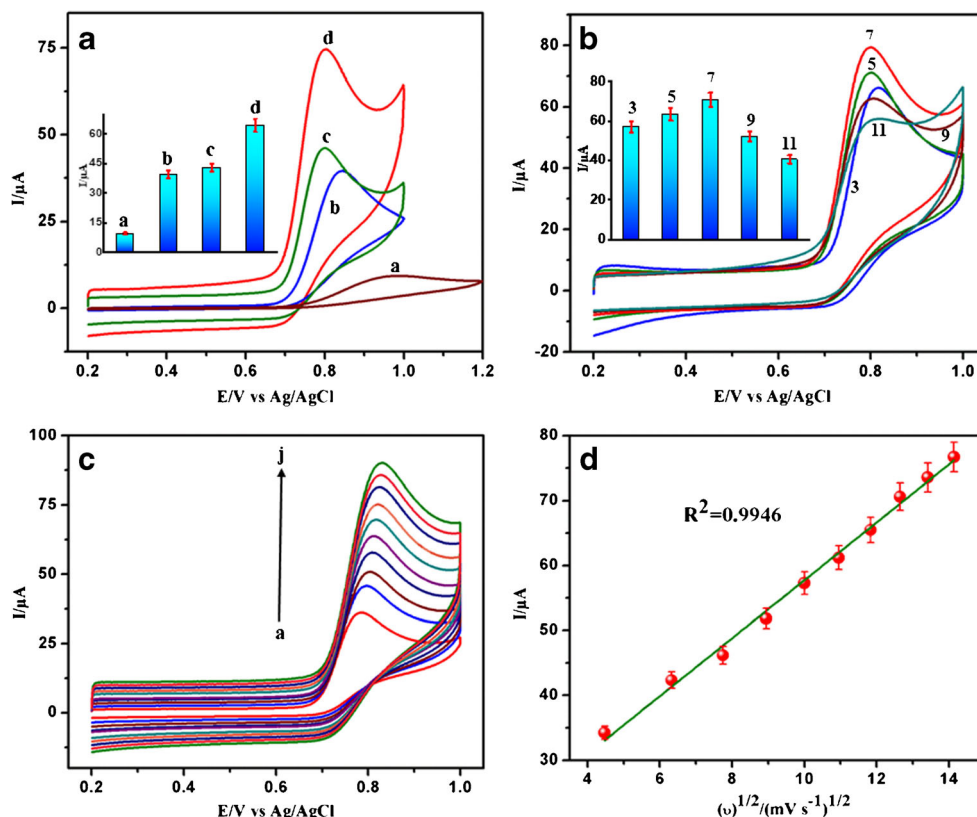 a
75
50
25
0
I/μA
0.2
0.4
0.6
0.8
1.0
1.2
E/V vs Ag/AgCl
d
c
b
a
60
45
30
15
0
I/μA
a
b
c
d
b
80
60
40
20
0
-20
I/μA
0.2
0.4
0.6
0.8
1.0
E/V vs Ag/AgCl
7
5
11
9
3
80
60
40
20
0
3
5
7
9
11
c
100
75
50
25
0
I/μA
0.2
0.4
0.6
0.8
1.0
E/V vs Ag/AgCl
j
a
d
80
70
60
50
40
30
I/μA
4
6
8
10
12
14
(υ)1/2/(mV s-1)1/2
R2=0.9946